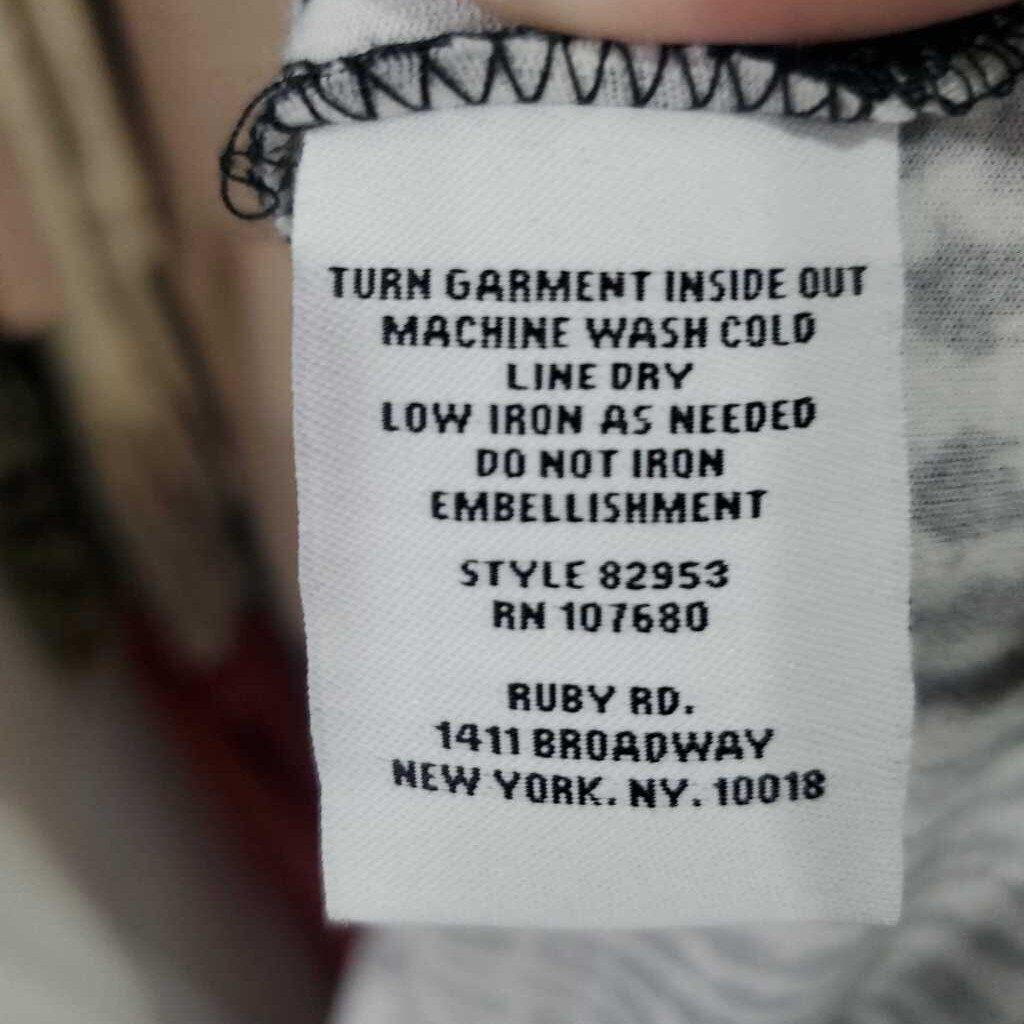 TURN GARMENT INSIDE OUT
MACHINE WASH COLD
LINE DRY
LOW IRON AS NEEDED
DO NOT IRON
EMBELLISHMENT
STYLE 82953
RN 107680
RUBY RD.
1411 BROADWAY
NEW YORK. NY. 10018